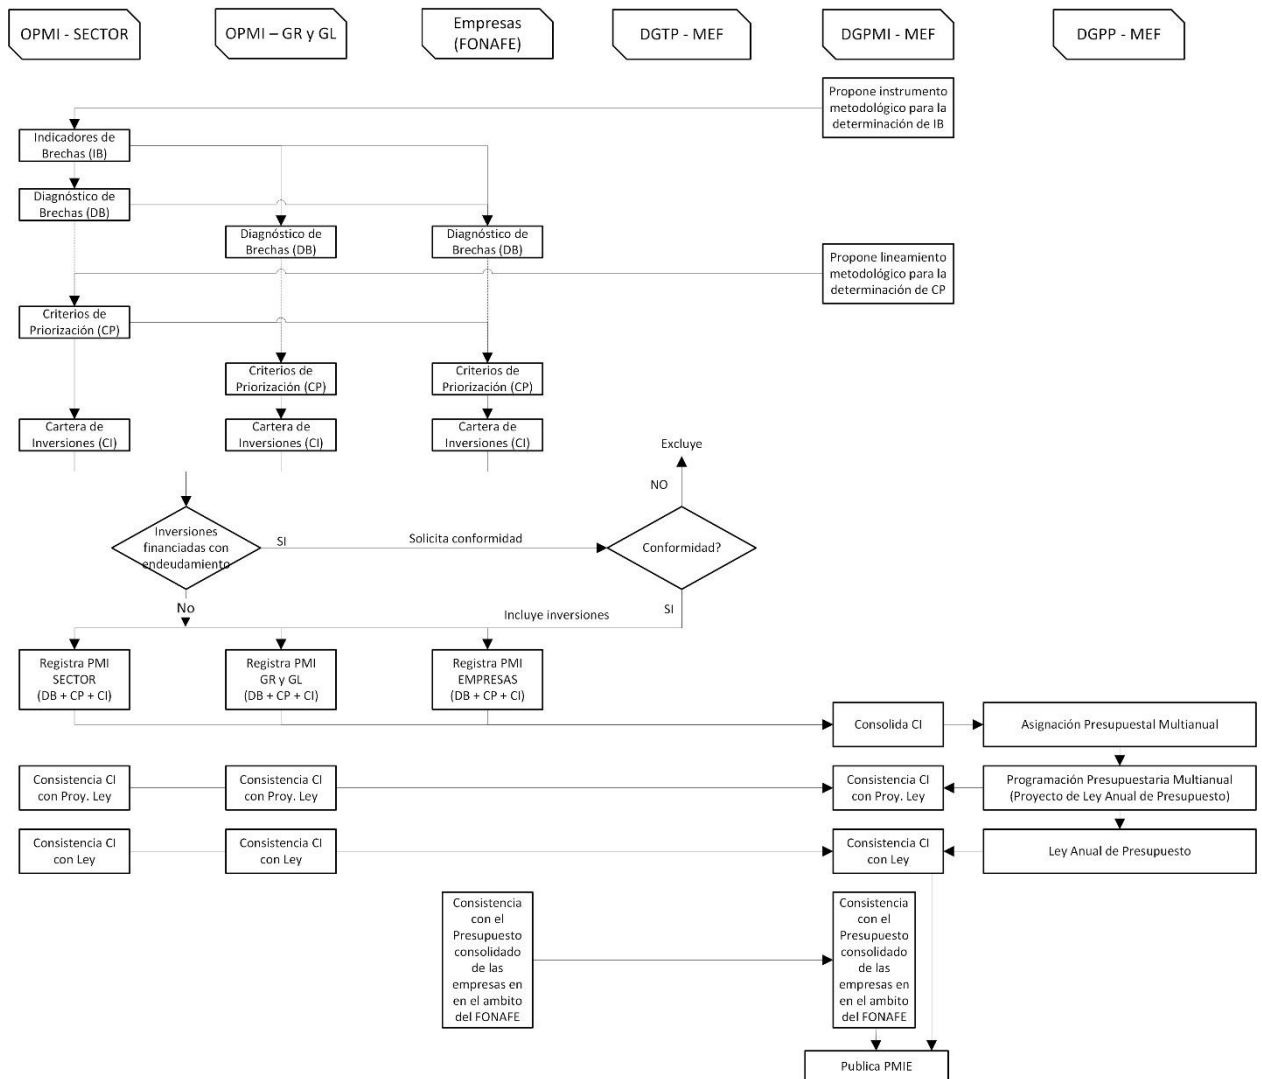 OPMI - SECTOR
OPMI – GR y GL
Empresas
(FONAFE)
DGTP - MEF
DGPMI - MEF
DGPP - MEF
Propone instrumento
metodológico para la
determinación de IB
Indicadores de
Brechas (IB)
Diagnóstico de
Brechas (DB)
Diagnóstico de
Brechas (DB)
Diagnóstico de
Brechas (DB)
Propone lineamiento
metodológico para la
determinación de CP
Criterios de
Priorización (CP)
Criterios de
Priorización (CP)
Criterios de
Priorización (CP)
Cartera de
Inversiones (CI)
Cartera de
Inversiones (CI)
Cartera de
Inversiones (CI)
Excluye
NO
Inversiones
financiadas con
endeudamiento
SI
Solicita conformidad
Conformidad?
No
SI
Incluye inversiones
Registra PMI
SECTOR
(DB + CP + CI)
Registra PMI
GR y GL
(DB + CP + CI)
Registra PMI
EMPRESAS
(DB + CP + CI)
Consolida CI
Asignación Presupuestal Multianual
Consistencia CI
con Proy. Ley
Consistencia CI
con Proy. Ley
Consistencia CI
con Proy. Ley
Programación Presupuestaria Multianual
(Proyecto de Ley Anual de Presupuesto)
Consistencia CI
con Ley
Consistencia CI
con Ley
Consistencia CI
con Ley
Ley Anual de Presupuesto
Consistencia
con el
Presupuesto
consolidado
de las
empresas en
en el ambito
del FONAFE
Consistencia
con el
Presupuesto
consolidado
de las
empresas en
en el ambito
del FONAFE
Publica PMIE